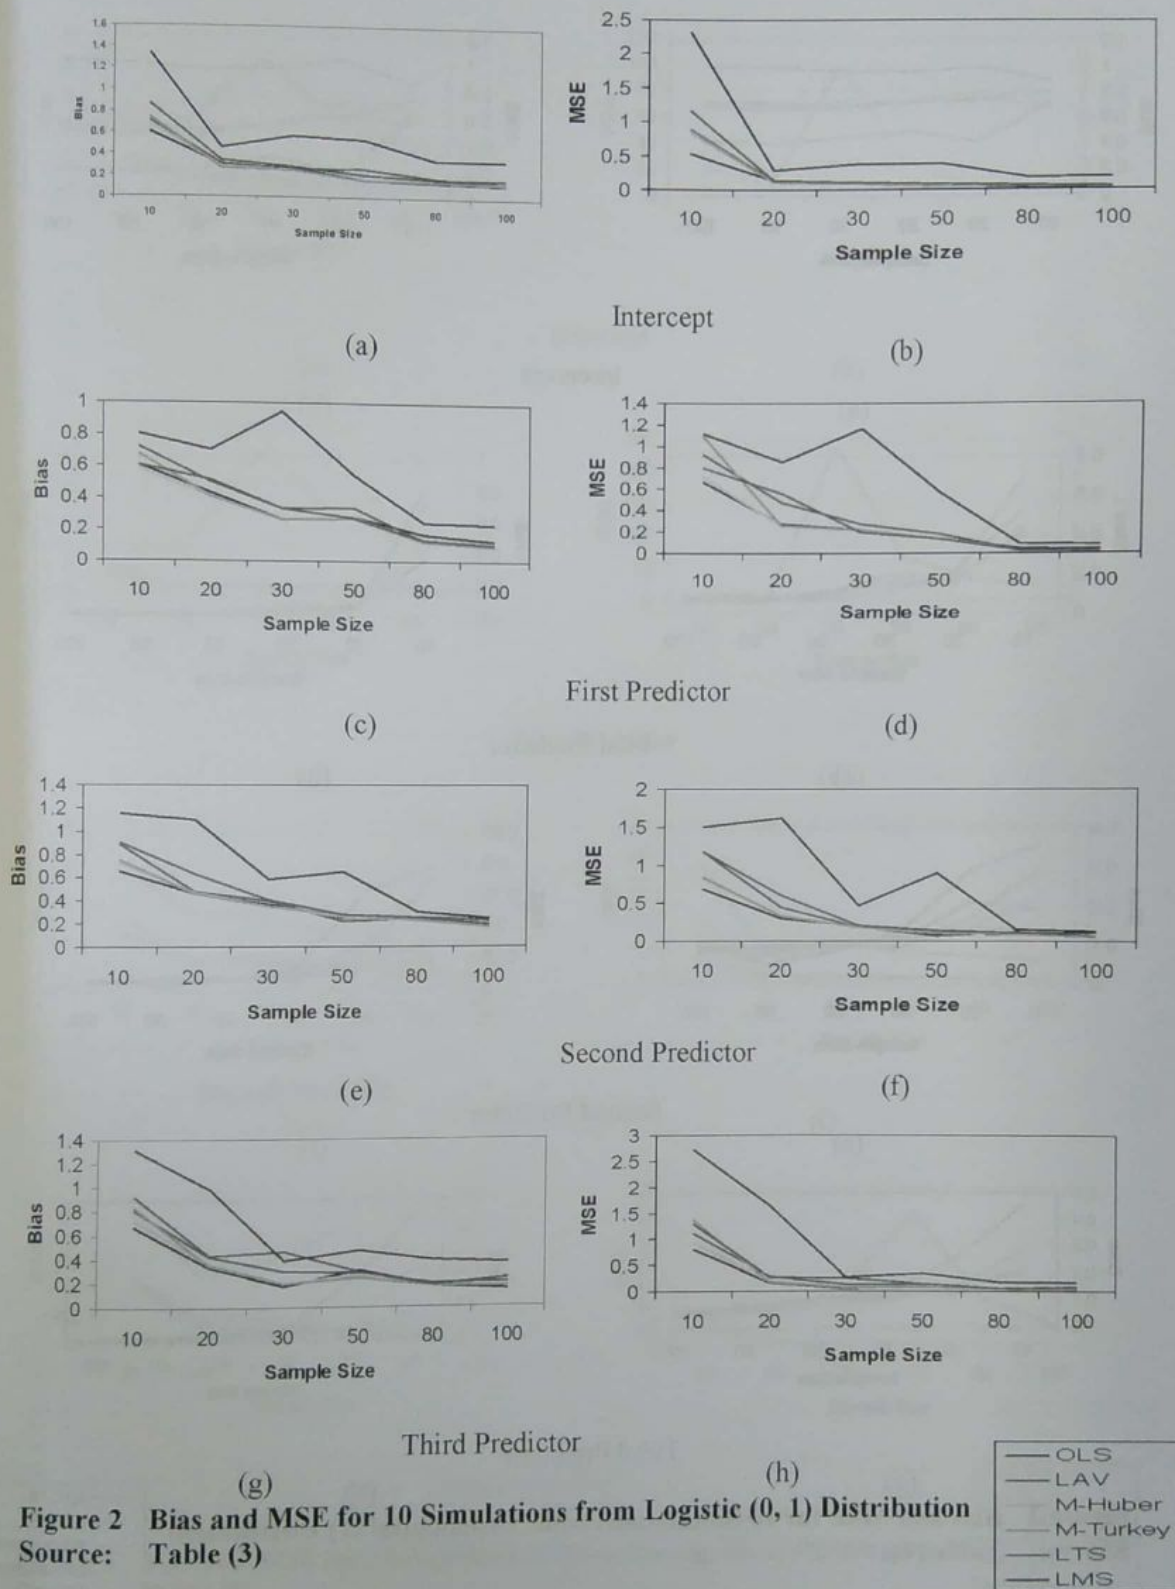 1.6
1.4
1.2
1
0.8
0.6
0.4
0.2
0
Bias
10 20 30 50 80 100
Sample Size
2.5
2
1.5
1
0.5
0
MSE
10 20 30 50 80 100
Sample Size
Intercept
(a)
(b)
1
0.8
0.6
0.4
0.2
0
Bias
10 20 30 50 80 100
Sample Size
1.4
1.2
1
0.8
0.6
0.4
0.2
0
MSE
10 20 30 50 80 100
Sample Size
First Predictor
(c)
(d)
1.4
1.2
1
0.8
0.6
0.4
0.2
0
Bias
10 20 30 50 80 100
Sample Size
2
1.5
1
0.5
0
MSE
10 20 30 50 80 100
Sample Size
Second Predictor
(e)
(f)
1.4
1.2
1
0.8
0.6
0.4
0.2
0
Bias
10 20 30 50 80 100
Sample Size
3
2.5
2
1.5
1
0.5
0
MSE
10 20 30 50 80 100
Sample Size
Third Predictor
(g)
(h)
OLS
LAV
M-Huber
M-Turkey
LTS
LMS
Figure 2 Bias and MSE for 10 Simulations from Logistic (0, 1) Distribution
Source: Table (3)